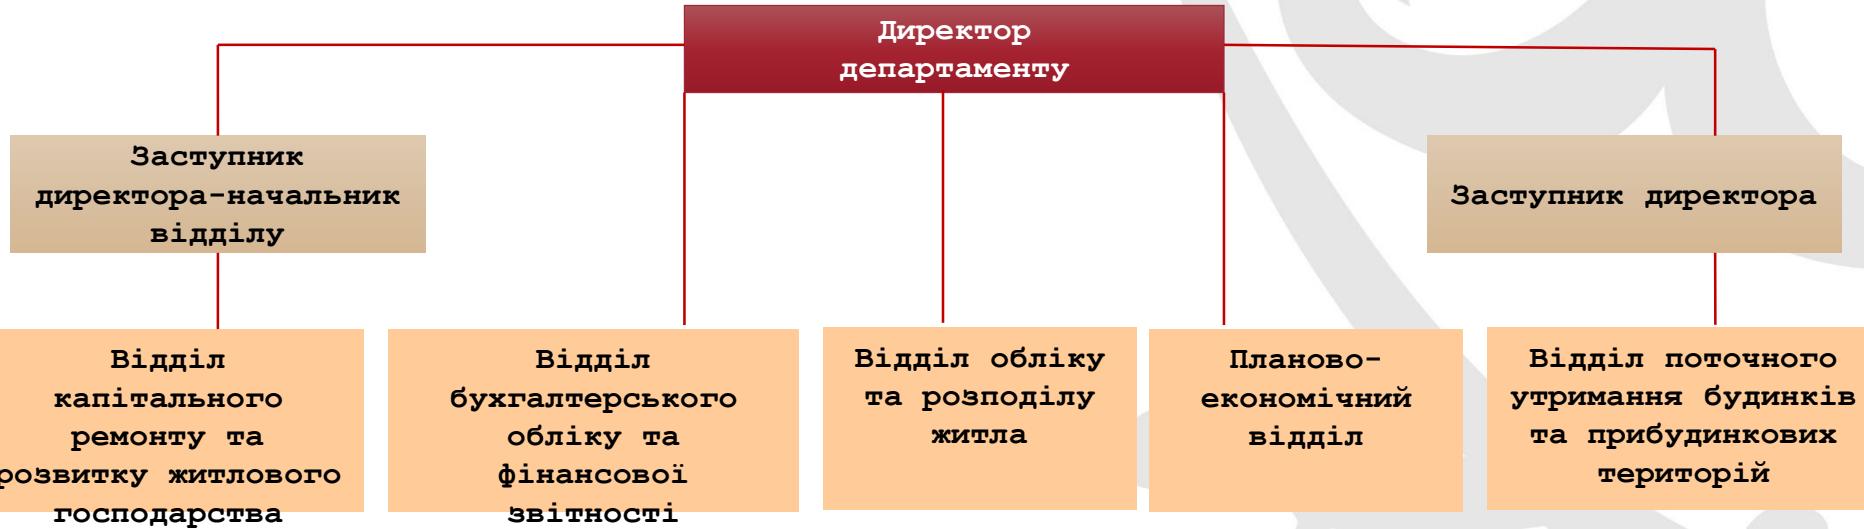 Директор
департаменту
Заступник
директора-начальник
відділу
Заступник директора
Відділ
капітального
ремонту та
розвитку житлового
господарства
Відділ
бухгалтерського
обліку та
фінансової
звітності
Відділ обліку
та розподілу
житла
Планово-
економічний
відділ
Відділ поточного
утримання будинків
та прибудинкових
територій